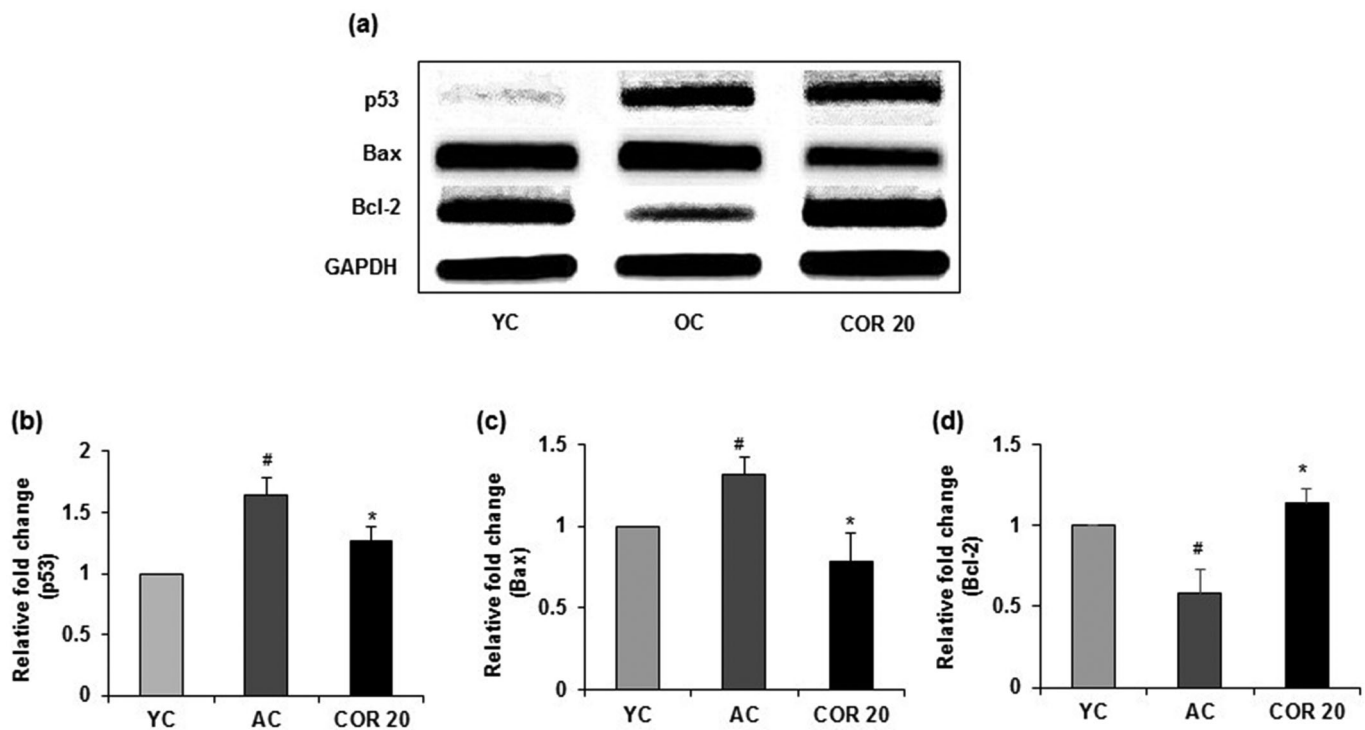 (a)
p53
Bax
Bcl-2
GAPDH
YC OC COR 20
(b)
Relative fold change
(p53)
2
1.5
1
0.5
0
#
*
YC AC COR 20
(c)
Relative fold change
(Bax)
1.5
1
0.5
0
#
*
YC AC COR 20
(d)
Relative fold change
(Bcl-2)
1.5
1
0.5
0
#
*
YC AC COR 20